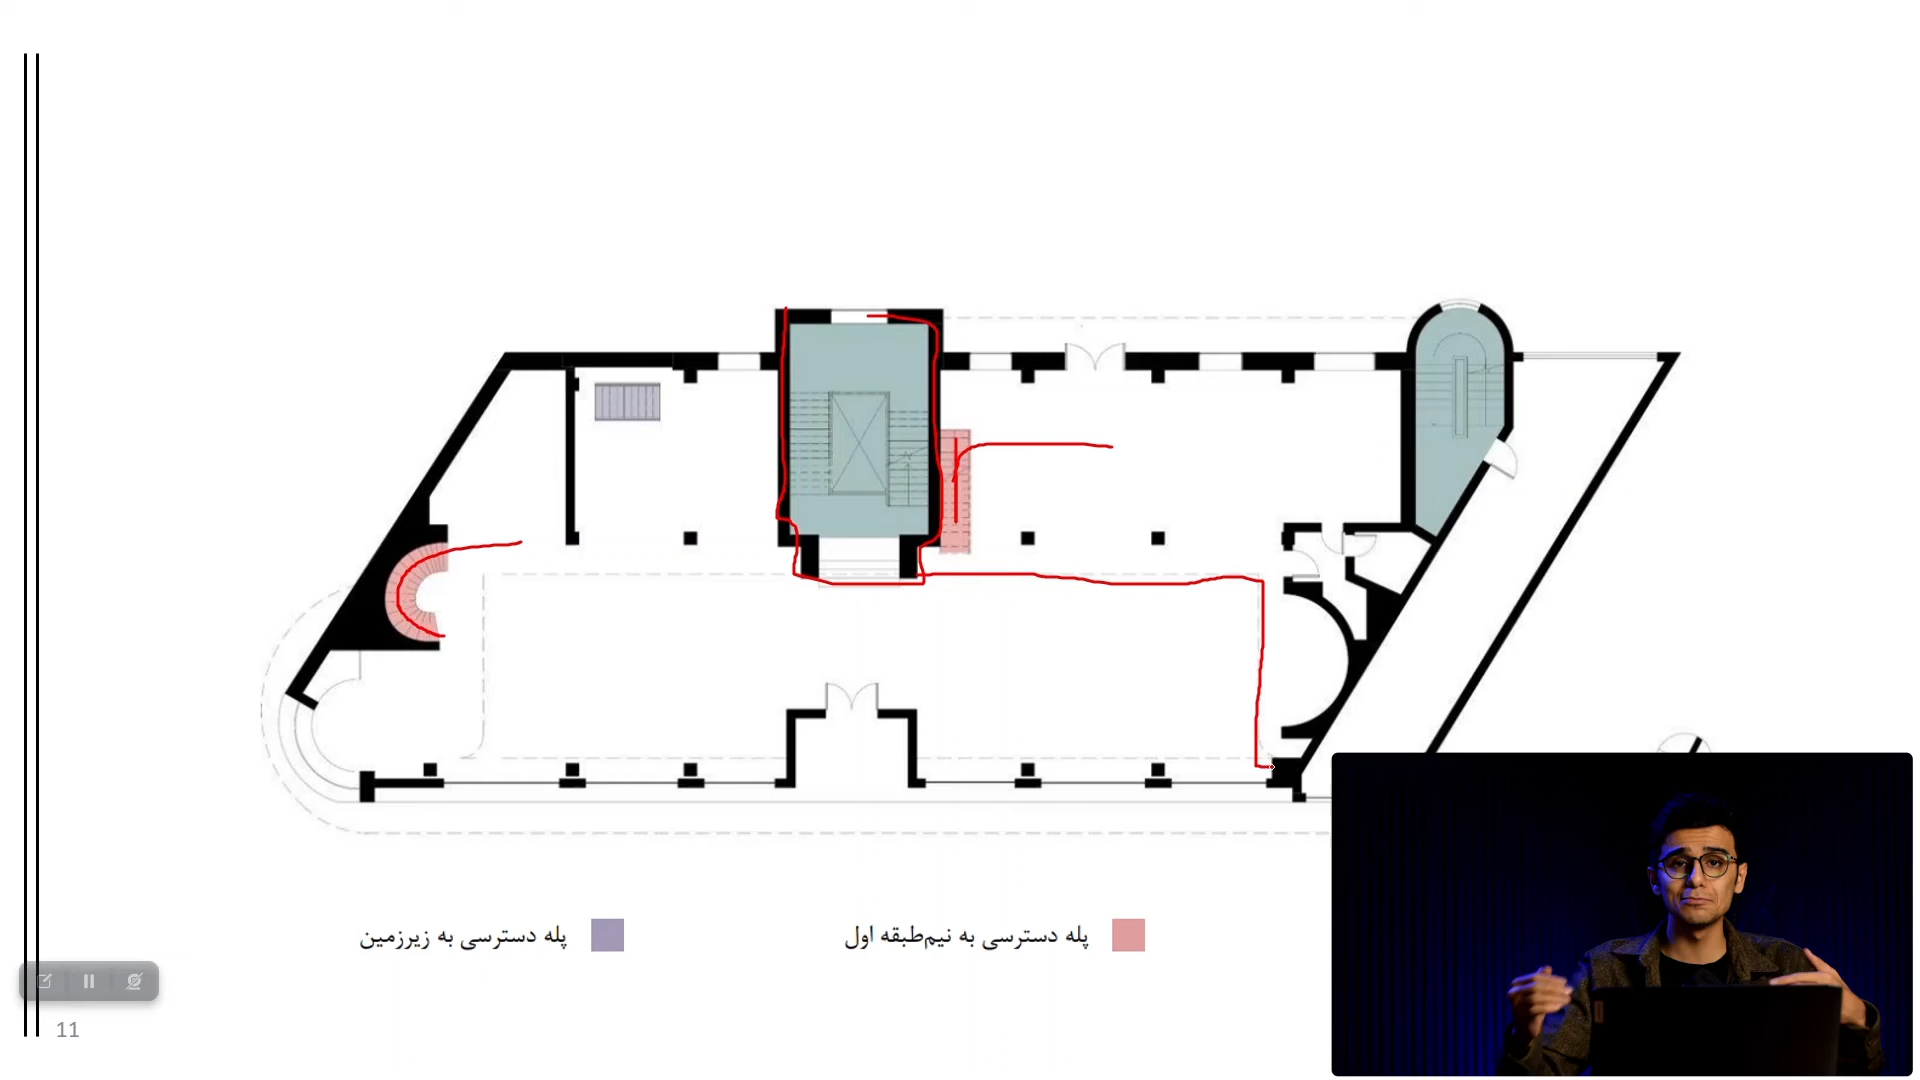 پله دسترسی به نیم‌طبقه اول
پله دسترسی به زیرزمین
11